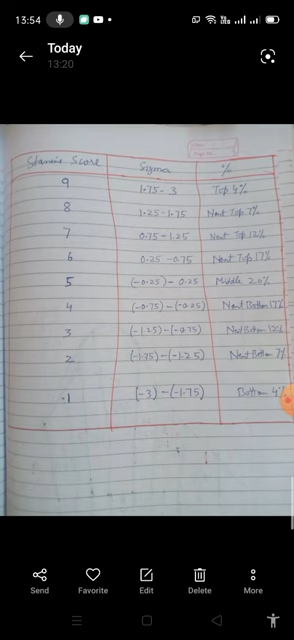 13:54
Today
13:20
Stanine Score Sigma %
9 1.75 - 3 Top 4%
8 1.25 - 1.75 Next Top 7%
7 0.75 - 1.25 Next Top 12%
6 0.25 - 0.75 Next Top 17%
5 (-0.25) - 0.25 Middle 20%
4 (-0.75) - (-0.25) Next Bottom 17%
3 (-1.25) - (-0.75) Next Bottom 12%
2 (-1.75) - (-1.25) Next Bottom 7%
1 (-3) - (-1.75) Bottom 4%
Send Favorite Edit Delete More